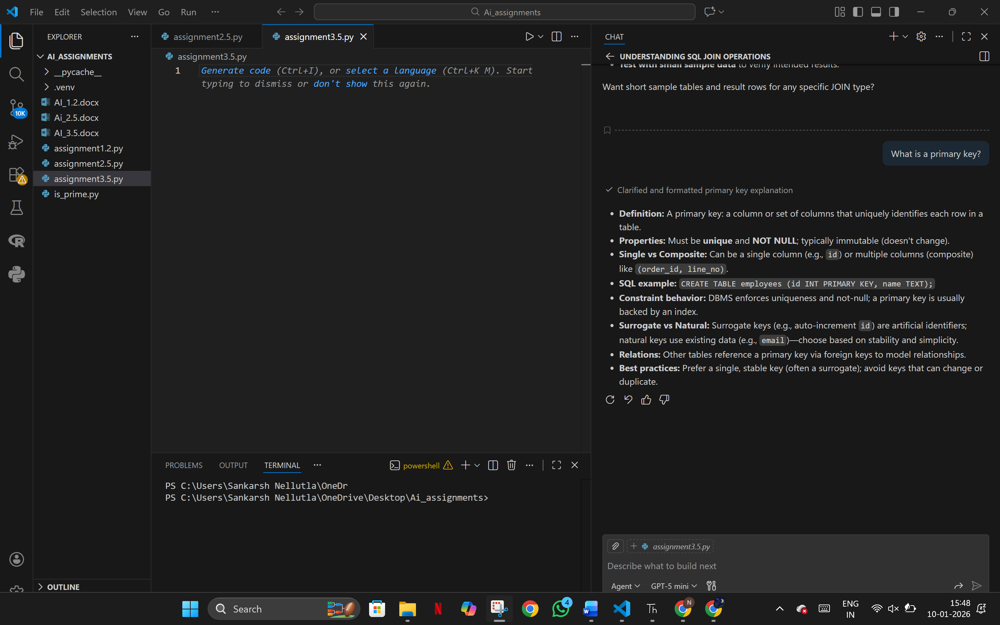 File Edit Selection View Go Run ···
Ai_assignments
EXPLORER ···
AI_ASSIGNMENTS
__pycache__
.venv
AI_1.2.docx
Ai_2.5.docx
AI_3.5.docx
assignment1.2.py
assignment2.5.py
assignment3.5.py
is_prime.py
OUTLINE
10K
assignment2.5.py
assignment3.5.py
assignment3.5.py
1
Generate code (Ctrl+I), or select a language (Ctrl+K M). Start
typing to dismiss or don't show this again.
PROBLEMS OUTPUT TERMINAL ···
powershell
PS C:\Users\Sankarsh Nellutla\OneDr
PS C:\Users\Sankarsh Nellutla\OneDrive\Desktop\Ai_assignments>
CHAT
UNDERSTANDING SQL JOIN OPERATIONS
• Test with small sample data to verify intended results.
Want short sample tables and result rows for any specific JOIN type?
What is a primary key?
Clarified and formatted primary key explanation
• Definition: A primary key: a column or set of columns that uniquely identifies each row in a
table.
• Properties: Must be unique and NOT NULL; typically immutable (doesn't change).
• Single vs Composite: Can be a single column (e.g., id) or multiple columns (composite)
like (order_id, line_no).
• SQL example: CREATE TABLE employees (id INT PRIMARY KEY, name TEXT);
• Constraint behavior: DBMS enforces uniqueness and not-null; a primary key is usually
backed by an index.
• Surrogate vs Natural: Surrogate keys (e.g., auto-increment id) are artificial identifiers;
natural keys use existing data (e.g., email)—choose based on stability and simplicity.
• Relations: Other tables reference a primary key via foreign keys to model relationships.
• Best practices: Prefer a single, stable key (often a surrogate); avoid keys that can change or
duplicate.
assignment3.5.py
Describe what to build next
Agent GPT-5 mini
Search
4
Th
N
ENG
IN
15:48
10-01-2026